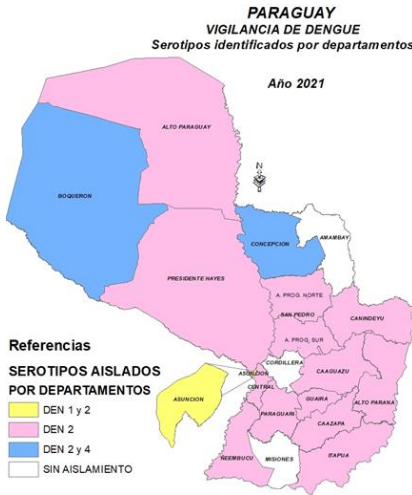 PARAGUAY
VIGILANCIA DE DENGUE
Serotipos identificados por departamentos
Año 2021
ALTO PARAGUAY
N
BOQUERON
CONCEPCION
AMAMBAY
PRESIDENTE HAYES
A. PROG. NORTE
SAN PEDRO
CANINDEYU
A. PROG. SUR
CORDILLERA
ASUNCION
CENTRAL
CAAGUAZU
ASUNCION
PARAGUARI
GUAIRA
ALTO PARANA
CAAZAPA
ÑEEMBUCU
MISIONES
ITAPUA
Referencias
SEROTIPOS AISLADOS
POR DEPARTAMENTOS
DEN 1 y 2
DEN 2
DEN 2 y 4
SIN AISLAMIENTO